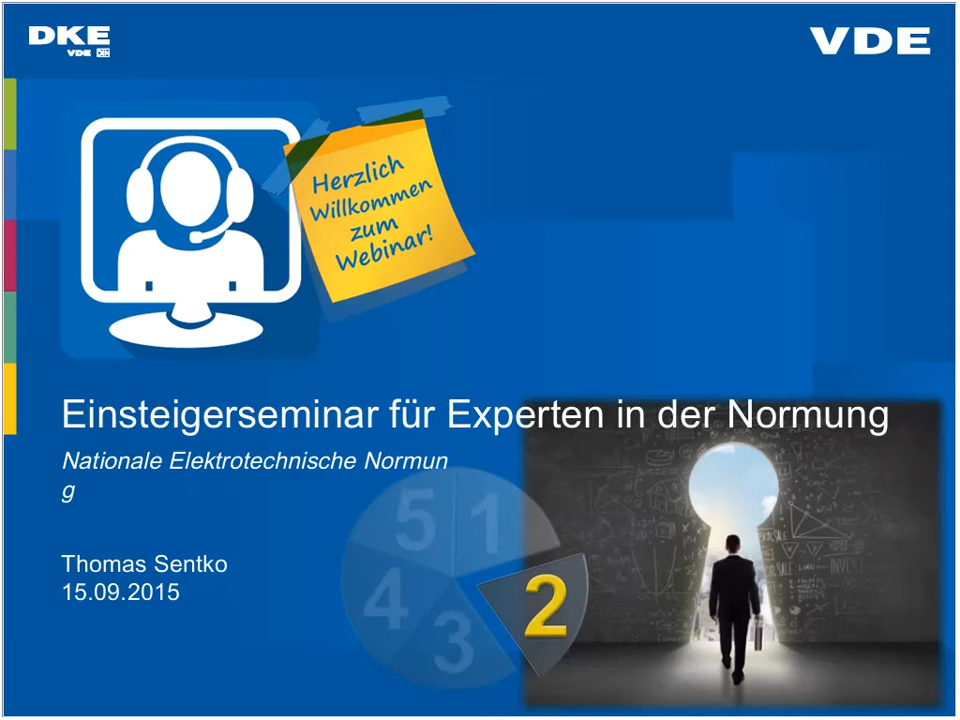 DKE
VDE DIN
VDE
Herzlich
Willkommen
zum
Webinar!
Einsteigerseminar für Experten in der Normung
Nationale Elektrotechnische Normun
g
Thomas Sentko
15.09.2015
5 1
4 2
3
INVEST